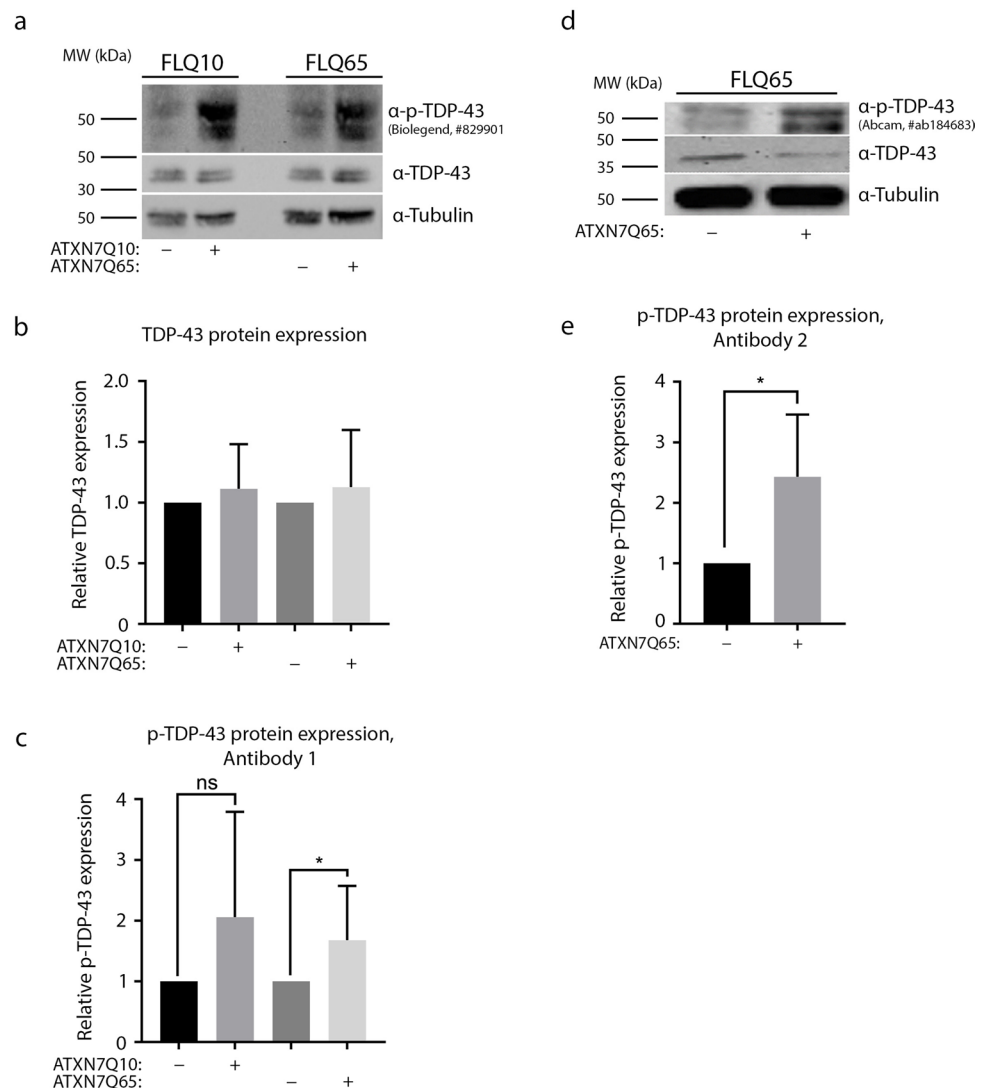 a
MW (kDa)
FLQ10
FLQ65
50
α-p-TDP-43
(Biolegend, #829901
50
α-TDP-43
30
50
α-Tubulin
ATXN7Q10: – +
ATXN7Q65: – +
d
MW (kDa)
FLQ65
α-p-TDP-43
50
(Abcam, #ab184683)
50
α-TDP-43
35
50
α-Tubulin
ATXN7Q65: – +
b
TDP-43 protein expression
Relative TDP-43 expression
2.0
1.5
1.0
0.5
0
ATXN7Q10: – +
ATXN7Q65: – +
e
p-TDP-43 protein expression,
Antibody 2
Relative p-TDP-43 expression
4
*
3
2
1
0
ATXN7Q65: – +
c
p-TDP-43 protein expression,
Antibody 1
Relative p-TDP-43 expression
ns
4
3
*
2
1
0
ATXN7Q10: – +
ATXN7Q65: – +